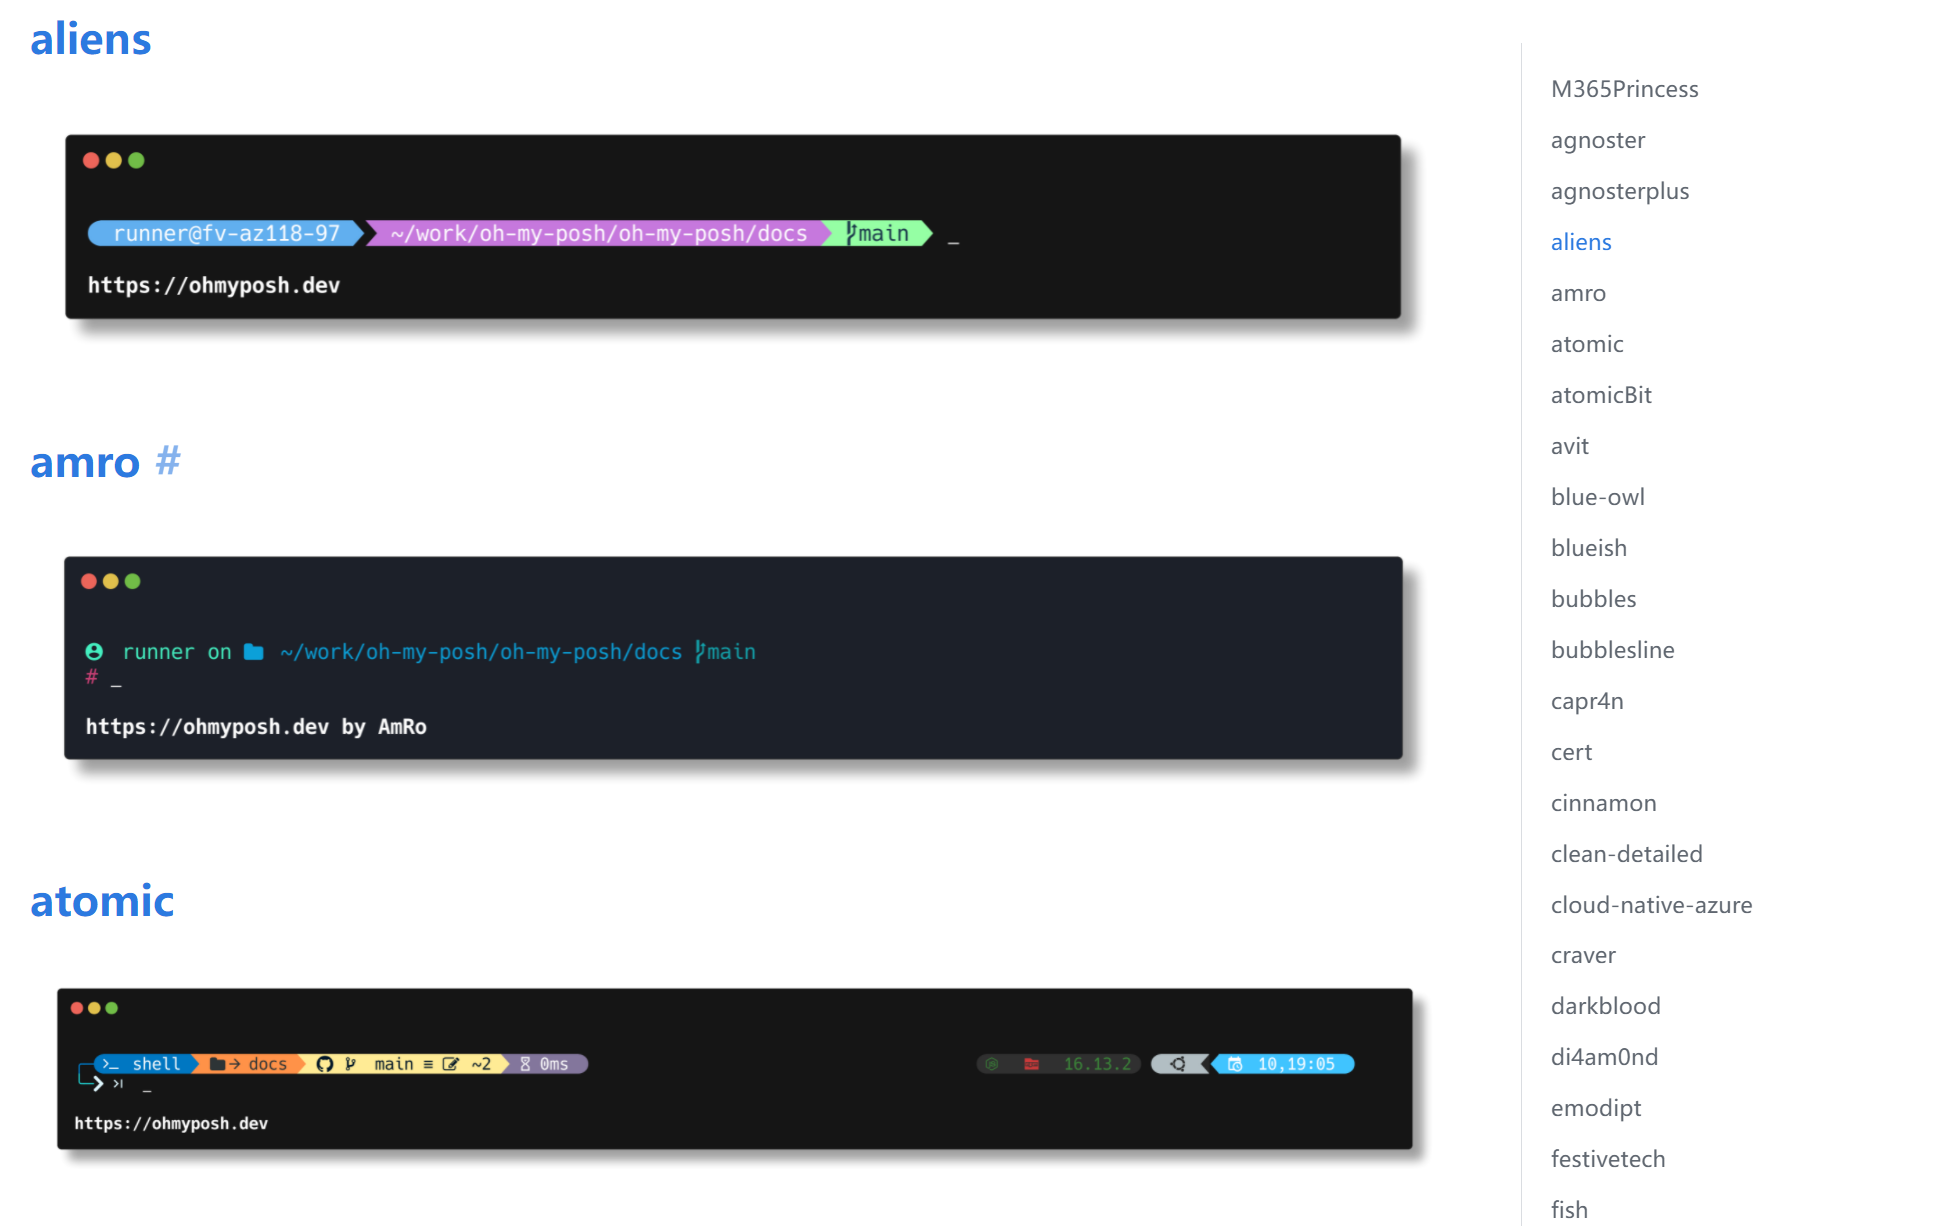 aliens
runner@fv-az118-97 ~/work/oh-my-posh/oh-my-posh/docs main _
https://ohmyposh.dev
amro #
runner on ~/work/oh-my-posh/oh-my-posh/docs main
# _
https://ohmyposh.dev by AmRo
atomic
>_ shell → docs main ≡ ~2 0ms 16.13.2 10,19:05
_
https://ohmyposh.dev
M365Princess
agnoster
agnosterplus
aliens
amro
atomic
atomicBit
avit
blue-owl
blueish
bubbles
bubblesline
capr4n
cert
cinnamon
clean-detailed
cloud-native-azure
craver
darkblood
di4am0nd
emodipt
festivetech
fish